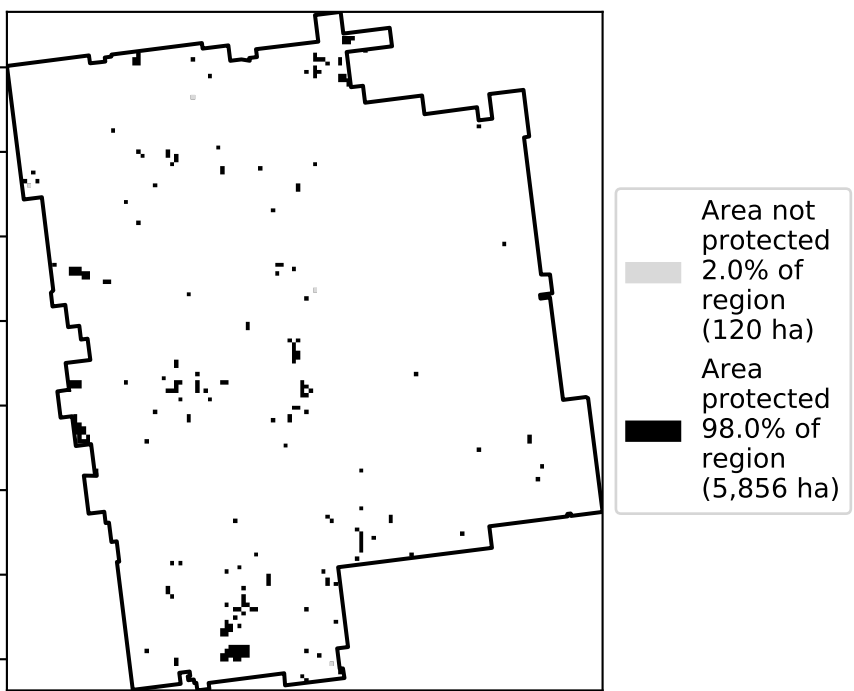 Area not
protected
2.0% of
region
(120 ha)
Area
protected
98.0% of
region
(5,856 ha)